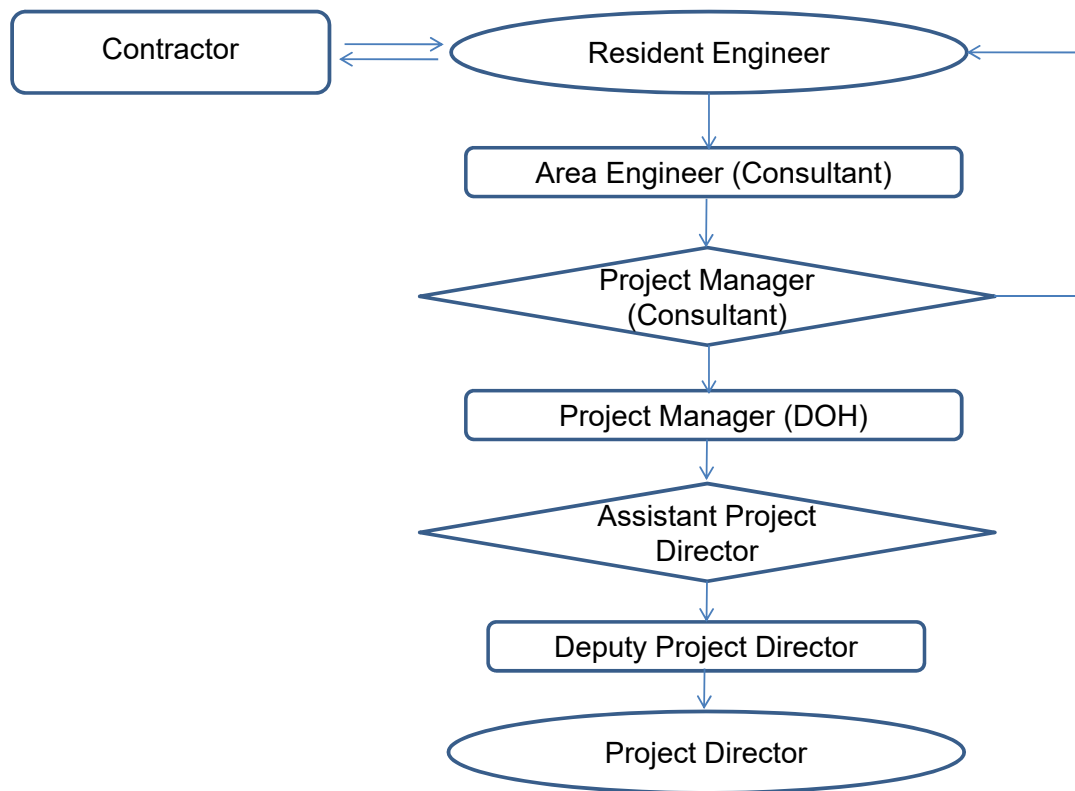 Contractor
Resident Engineer
Area Engineer (Consultant)
Project Manager
(Consultant)
Project Manager (DOH)
Assistant Project
Director
Deputy Project Director
Project Director